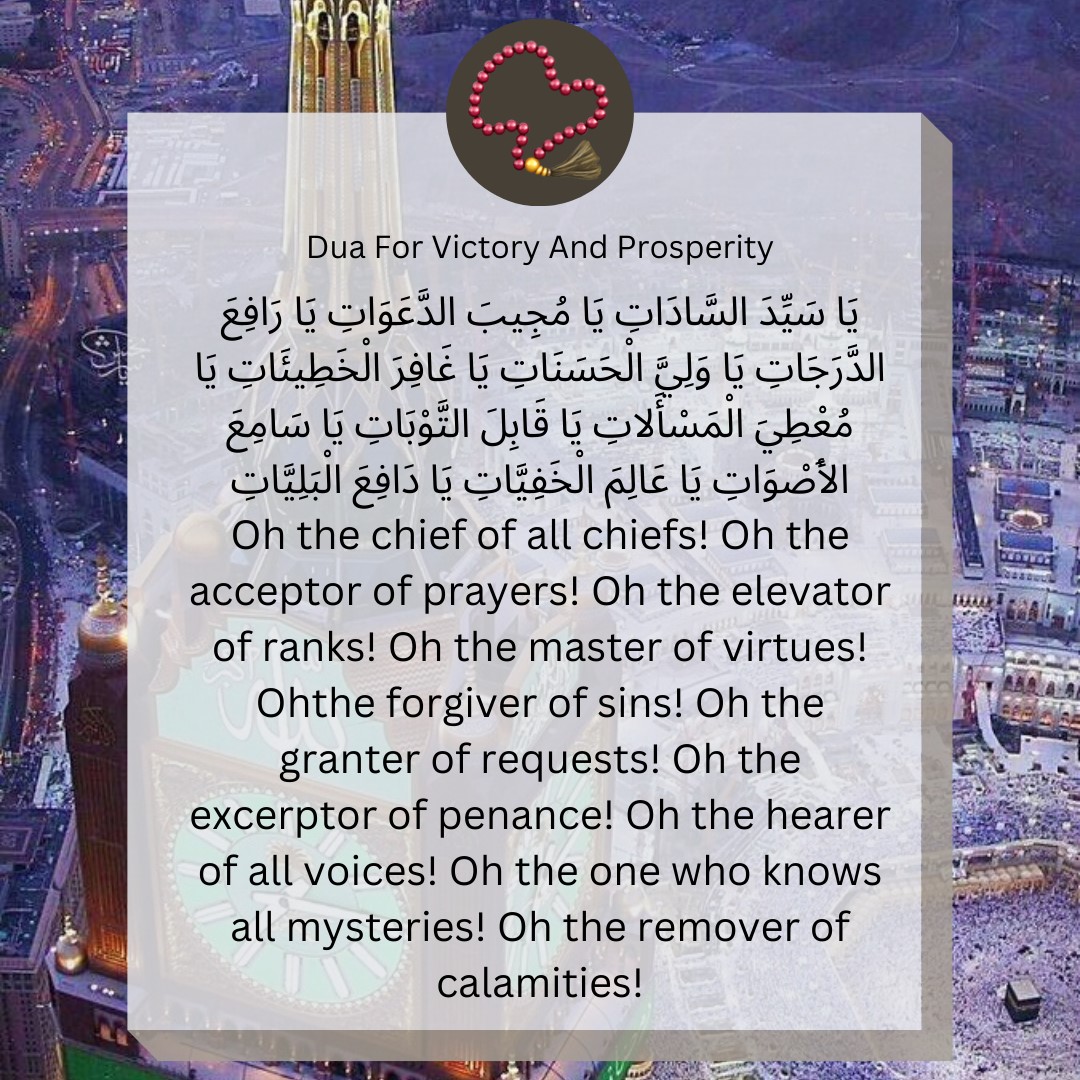 Dua For Victory And Prosperity
يَا سَيِّدَ السَّادَاتِ يَا مُجِيبَ الدَّعَوَاتِ يَا رَافِعَ
الدَّرَجَاتِ يَا وَلِيَّ الْحَسَنَاتِ يَا غَافِرَ الْخَطِيئَاتِ يَا
مُعْطِيَ الْمَسْأَلاتِ يَا قَابِلَ التَّوْبَاتِ يَا سَامِعَ
الأَصْوَاتِ يَا عَالِمَ الْخَفِيَّاتِ يَا دَافِعَ الْبَلِيَّاتِ
Oh the chief of all chiefs! Oh the
acceptor of prayers! Oh the elevator
of ranks! Oh the master of virtues!
Ohthe forgiver of sins! Oh the
granter of requests! Oh the
excerptor of penance! Oh the hearer
of all voices! Oh the one who knows
all mysteries! Oh the remover of
calamities!